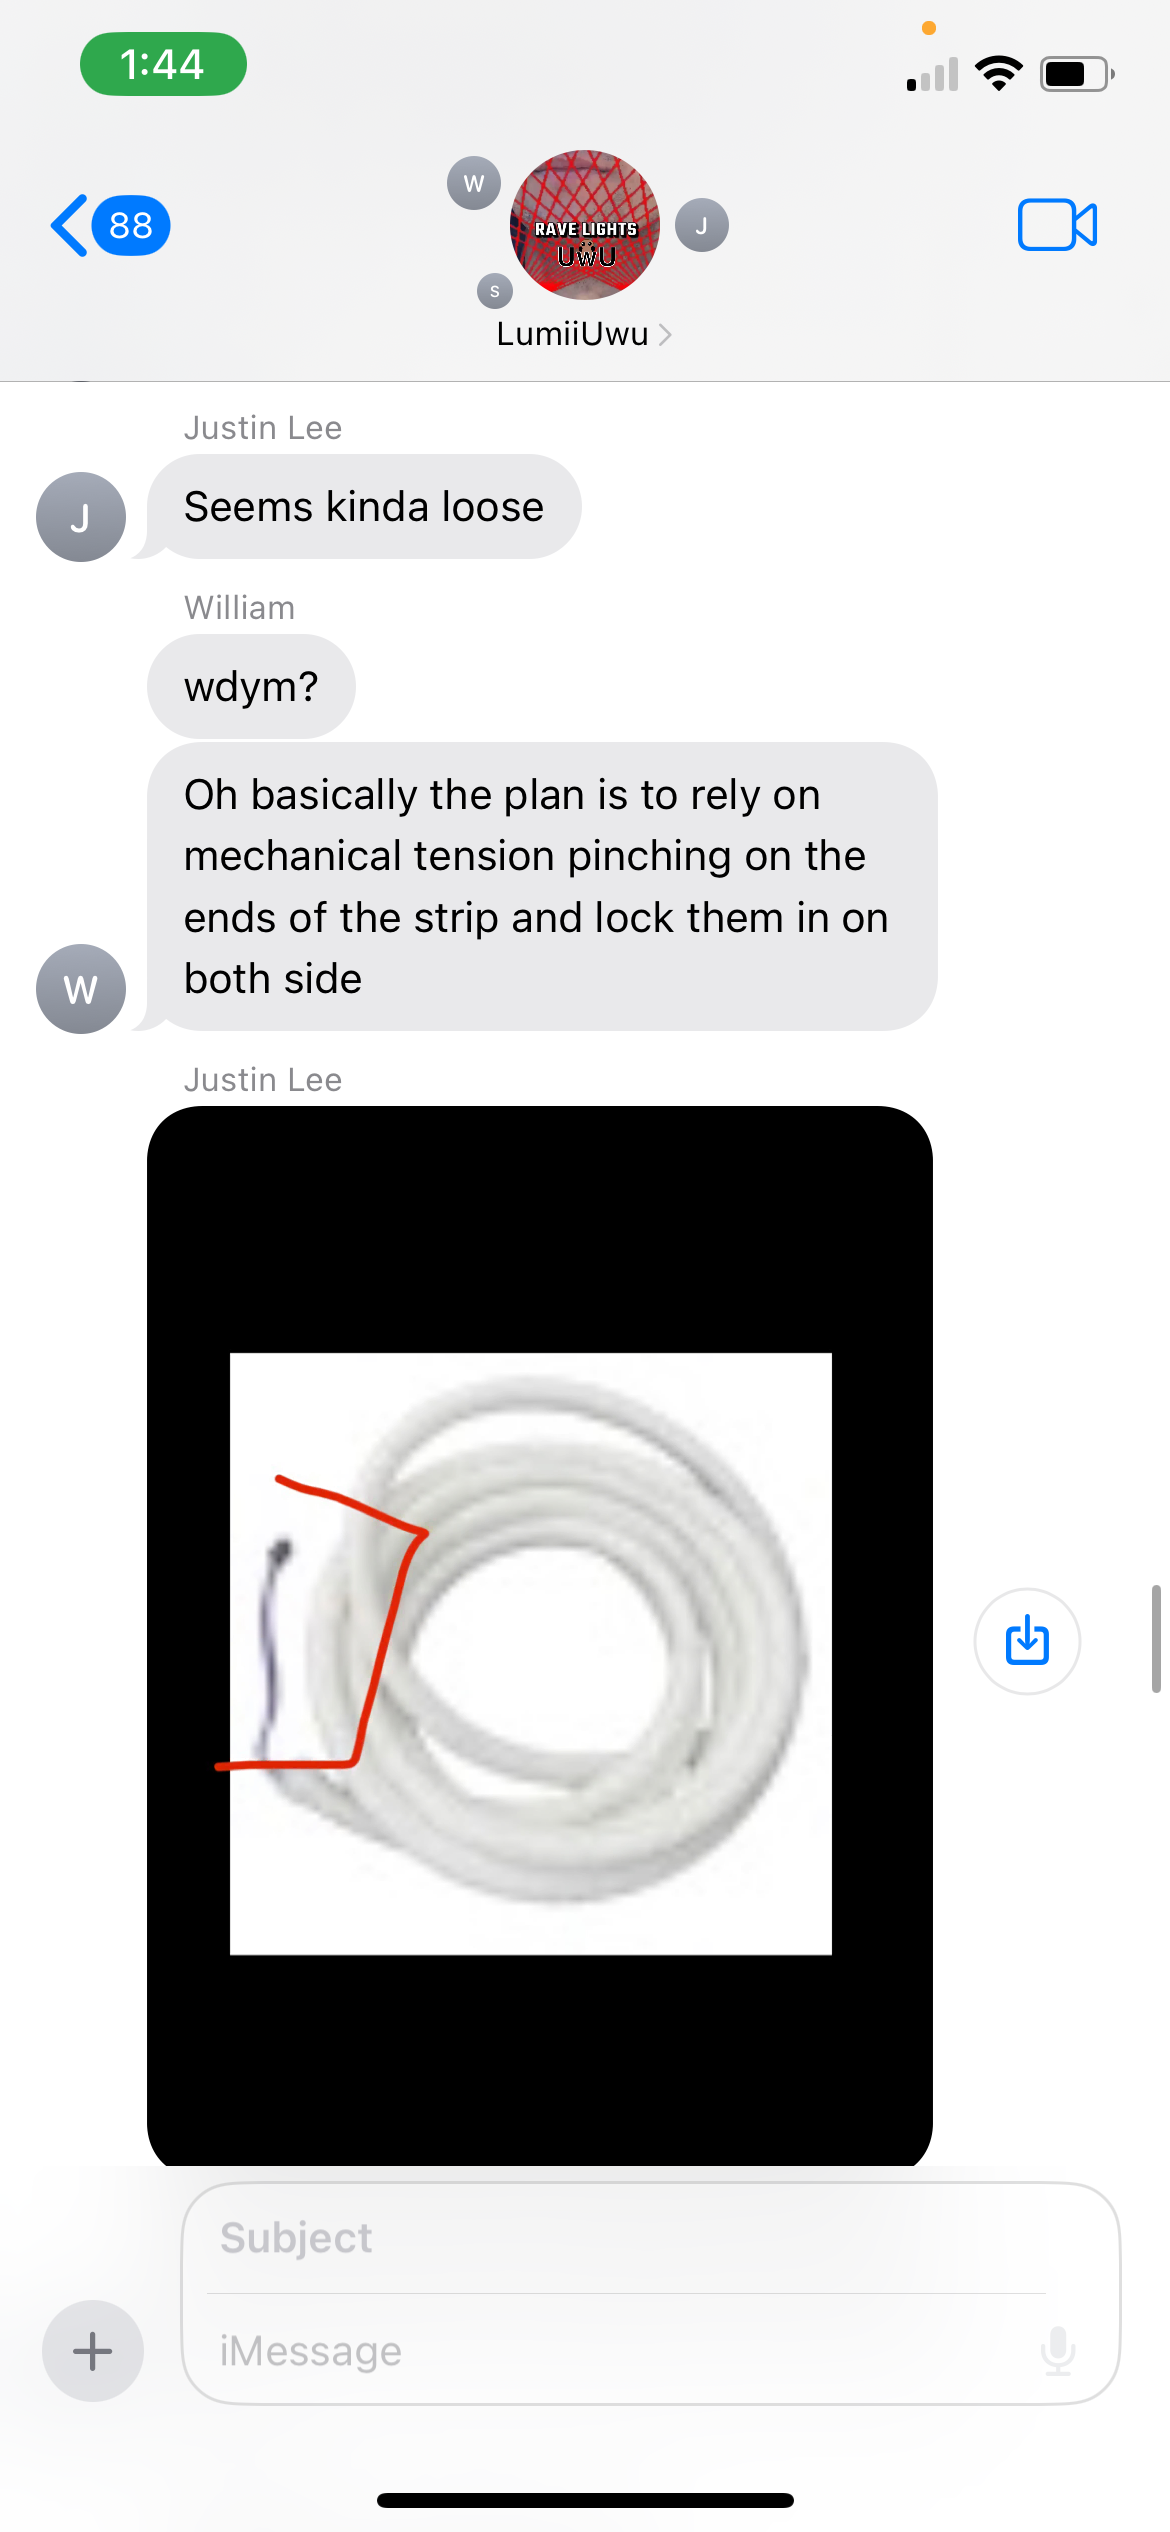 1:44
88
W
J
S
RAVE LIGHTS
UWU
LumiiUwu
Justin Lee
Seems kinda loose
J
William
wdym?
Oh basically the plan is to rely on
mechanical tension pinching on the
ends of the strip and lock them in on
both side
W
Justin Lee
Subject
iMessage